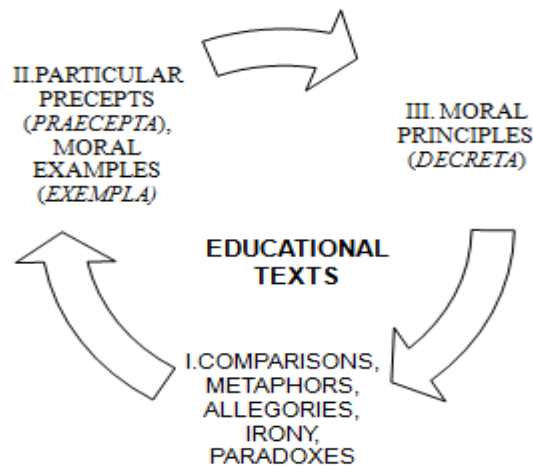 II.PARTICULAR
PRECEPTS
(PRAECEPTA),
MORAL
EXAMPLES
(EXEMPLA)
III. MORAL
PRINCIPLES
(DECRETA)
EDUCATIONAL
TEXTS
I.COMPARISONS,
METAPHORS,
ALLEGORIES,
IRONY,
PARADOXES